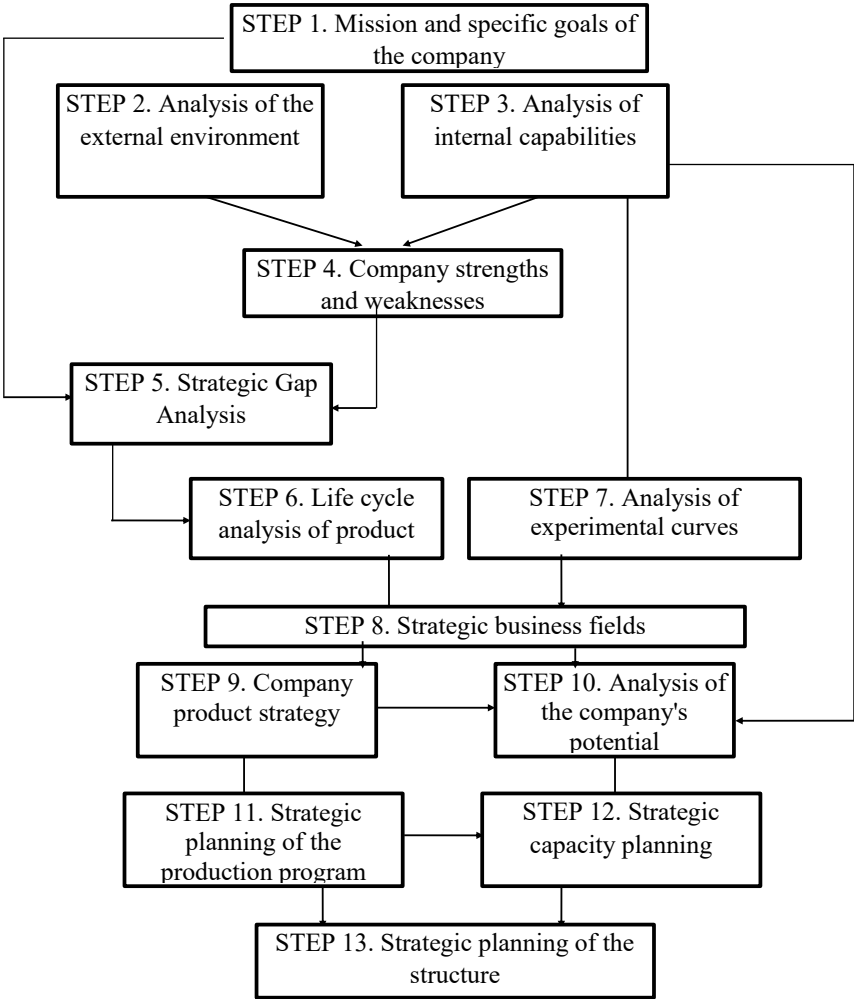 STEP 1. Mission and specific goals of
the company
STEP 2. Analysis of the
external environment
STEP 3. Analysis of
internal capabilities
STEP 4. Company strengths
and weaknesses
STEP 5. Strategic Gap
Analysis
STEP 6. Life cycle
analysis of product
STEP 7. Analysis of
experimental curves
STEP 8. Strategic business fields
STEP 9. Company
product strategy
STEP 10. Analysis of
the company's
potential
STEP 11. Strategic
planning of the
production program
STEP 12. Strategic
capacity planning
STEP 13. Strategic planning of the
structure